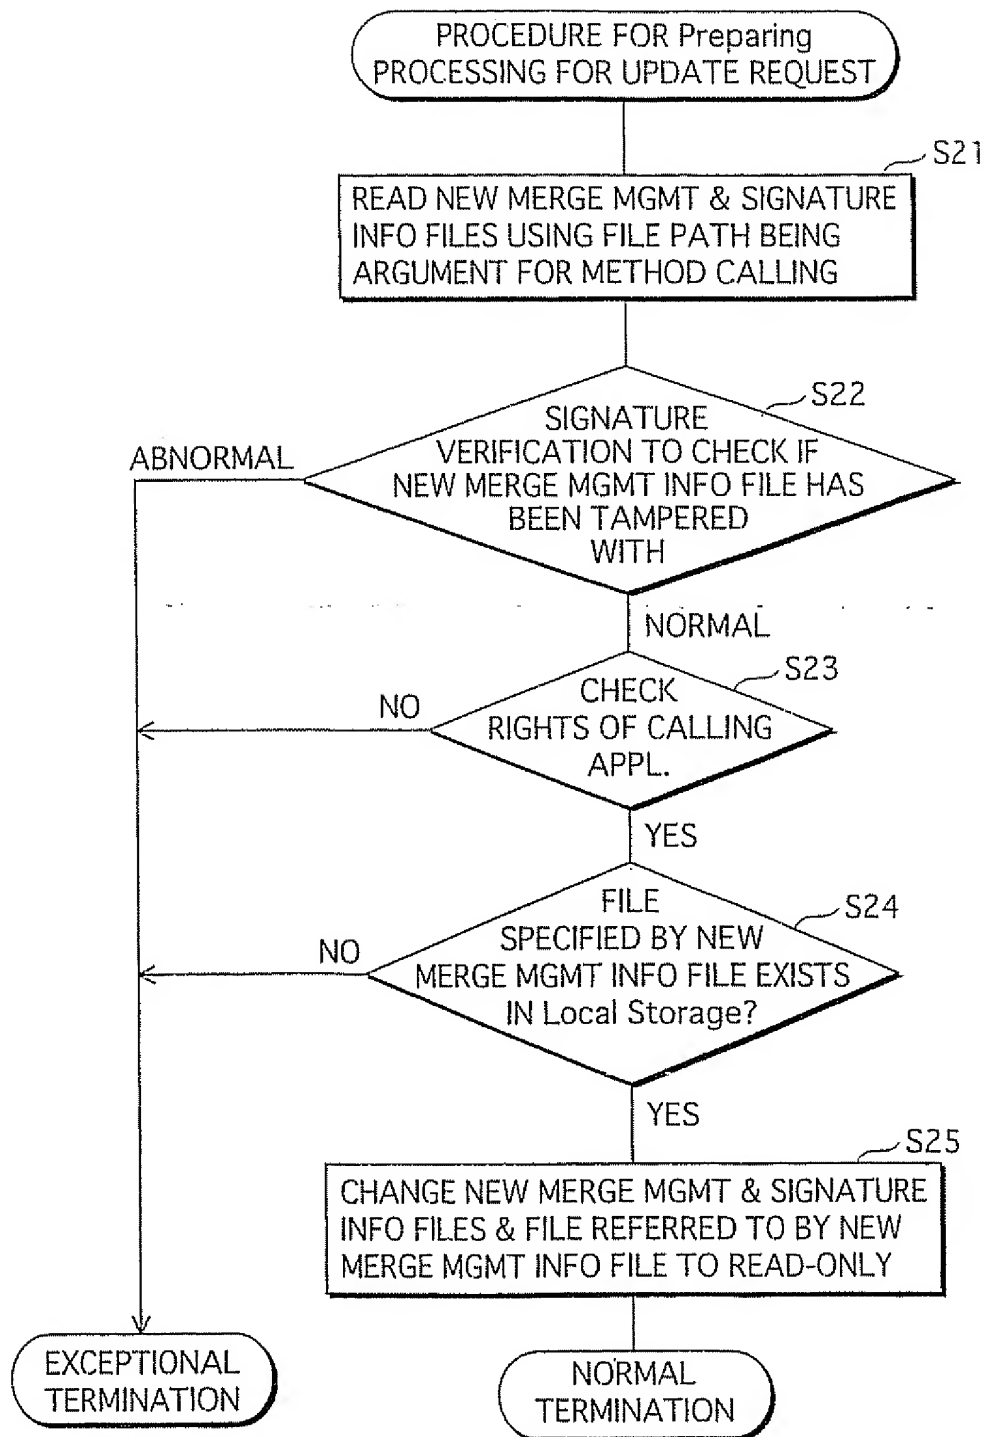 PROCEDURE FOR Preparing
PROCESSING FOR UPDATE REQUEST
S21
READ NEW MERGE MGMT & SIGNATURE
INFO FILES USING FILE PATH BEING
ARGUMENT FOR METHOD CALLING
S22
SIGNATURE
VERIFICATION TO CHECK IF
NEW MERGE MGMT INFO FILE HAS
BEEN TAMPERED
WITH
ABNORMAL
NORMAL
S23
CHECK
RIGHTS OF CALLING
APPL.
NO
YES
S24
FILE
SPECIFIED BY NEW
MERGE MGMT INFO FILE EXISTS
IN Local Storage?
NO
YES
S25
CHANGE NEW MERGE MGMT & SIGNATURE
INFO FILES & FILE REFERRED TO BY NEW
MERGE MGMT INFO FILE TO READ-ONLY
EXCEPTIONAL
TERMINATION
NORMAL
TERMINATION